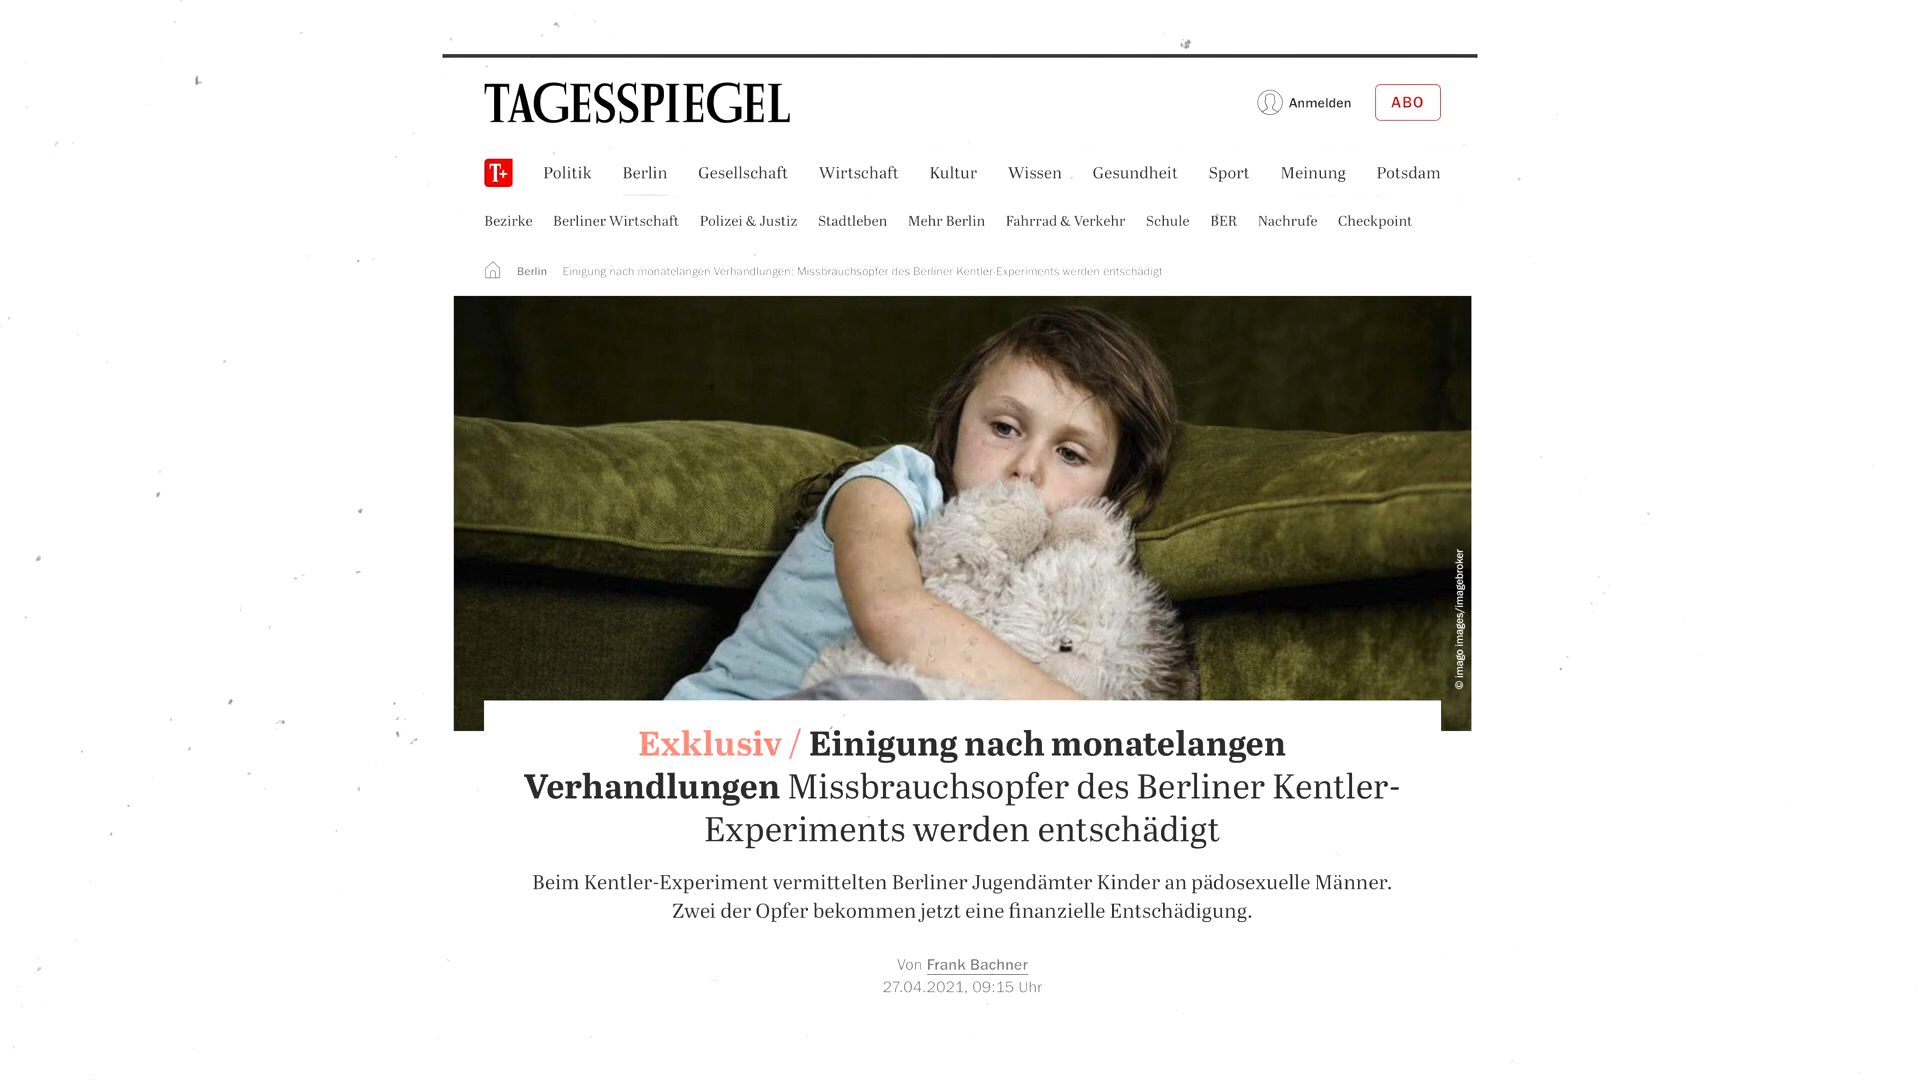 TAGESSPIEGEL
Anmelden
ABO
T+
Politik Berlin Gesellschaft Wirtschaft Kultur Wissen Gesundheit Sport Meinung Potsdam
Bezirke Berliner Wirtschaft Polizei & Justiz Stadtleben Mehr Berlin Fahrrad & Verkehr Schule BER Nachrufe Checkpoint
Berlin Einigung nach monatelangen Verhandlungen: Missbrauchsopfer des Berliner Kentler-Experiments werden entschädigt
© imago images/imagebroker
Exklusiv / Einigung nach monatelangen
Verhandlungen Missbrauchsopfer des Berliner Kentler-
Experiments werden entschädigt
Beim Kentler-Experiment vermittelten Berliner Jugendämter Kinder an pädosexuelle Männer.
Zwei der Opfer bekommen jetzt eine finanzielle Entschädigung.
Von Frank Bachner
27.04.2021, 09:15 Uhr